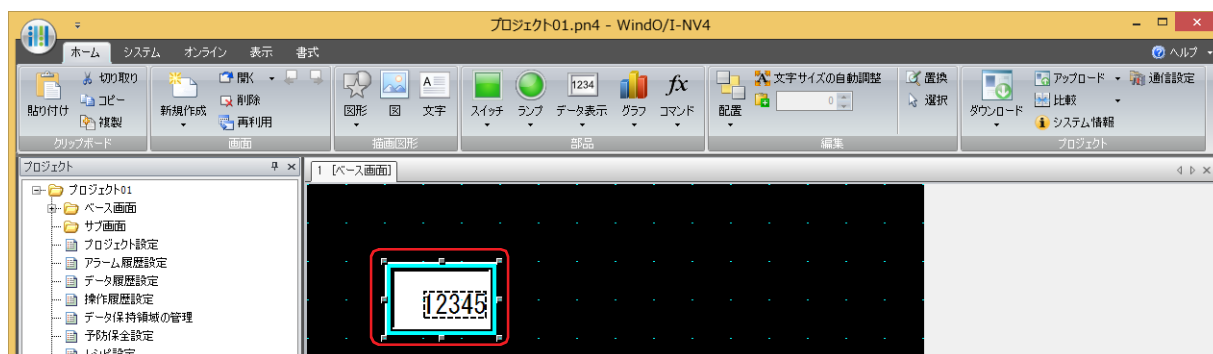 プロジェクト01.pn4 - WindO/I-NV4
ホーム システム オンライン 表示 書式 ヘルプ
貼り付け 切り取り コピー 複製
クリップボード
新規作成 開く 削除 再利用
画面
図形 図 文字
描画図形
スイッチ ランプ 1234 データ表示 グラフ fx コマンド
部品
配置 文字サイズの自動調整 0 置換 選択
編集
ダウンロード アップロード 比較 システム情報 通信設定
プロジェクト
プロジェクト
1 [ベース画面]
プロジェクト01
ベース画面
サブ画面
プロジェクト設定
アラーム履歴設定
データ履歴設定
操作履歴設定
データ保持領域の管理
予防保全設定
レシピ設定
12345